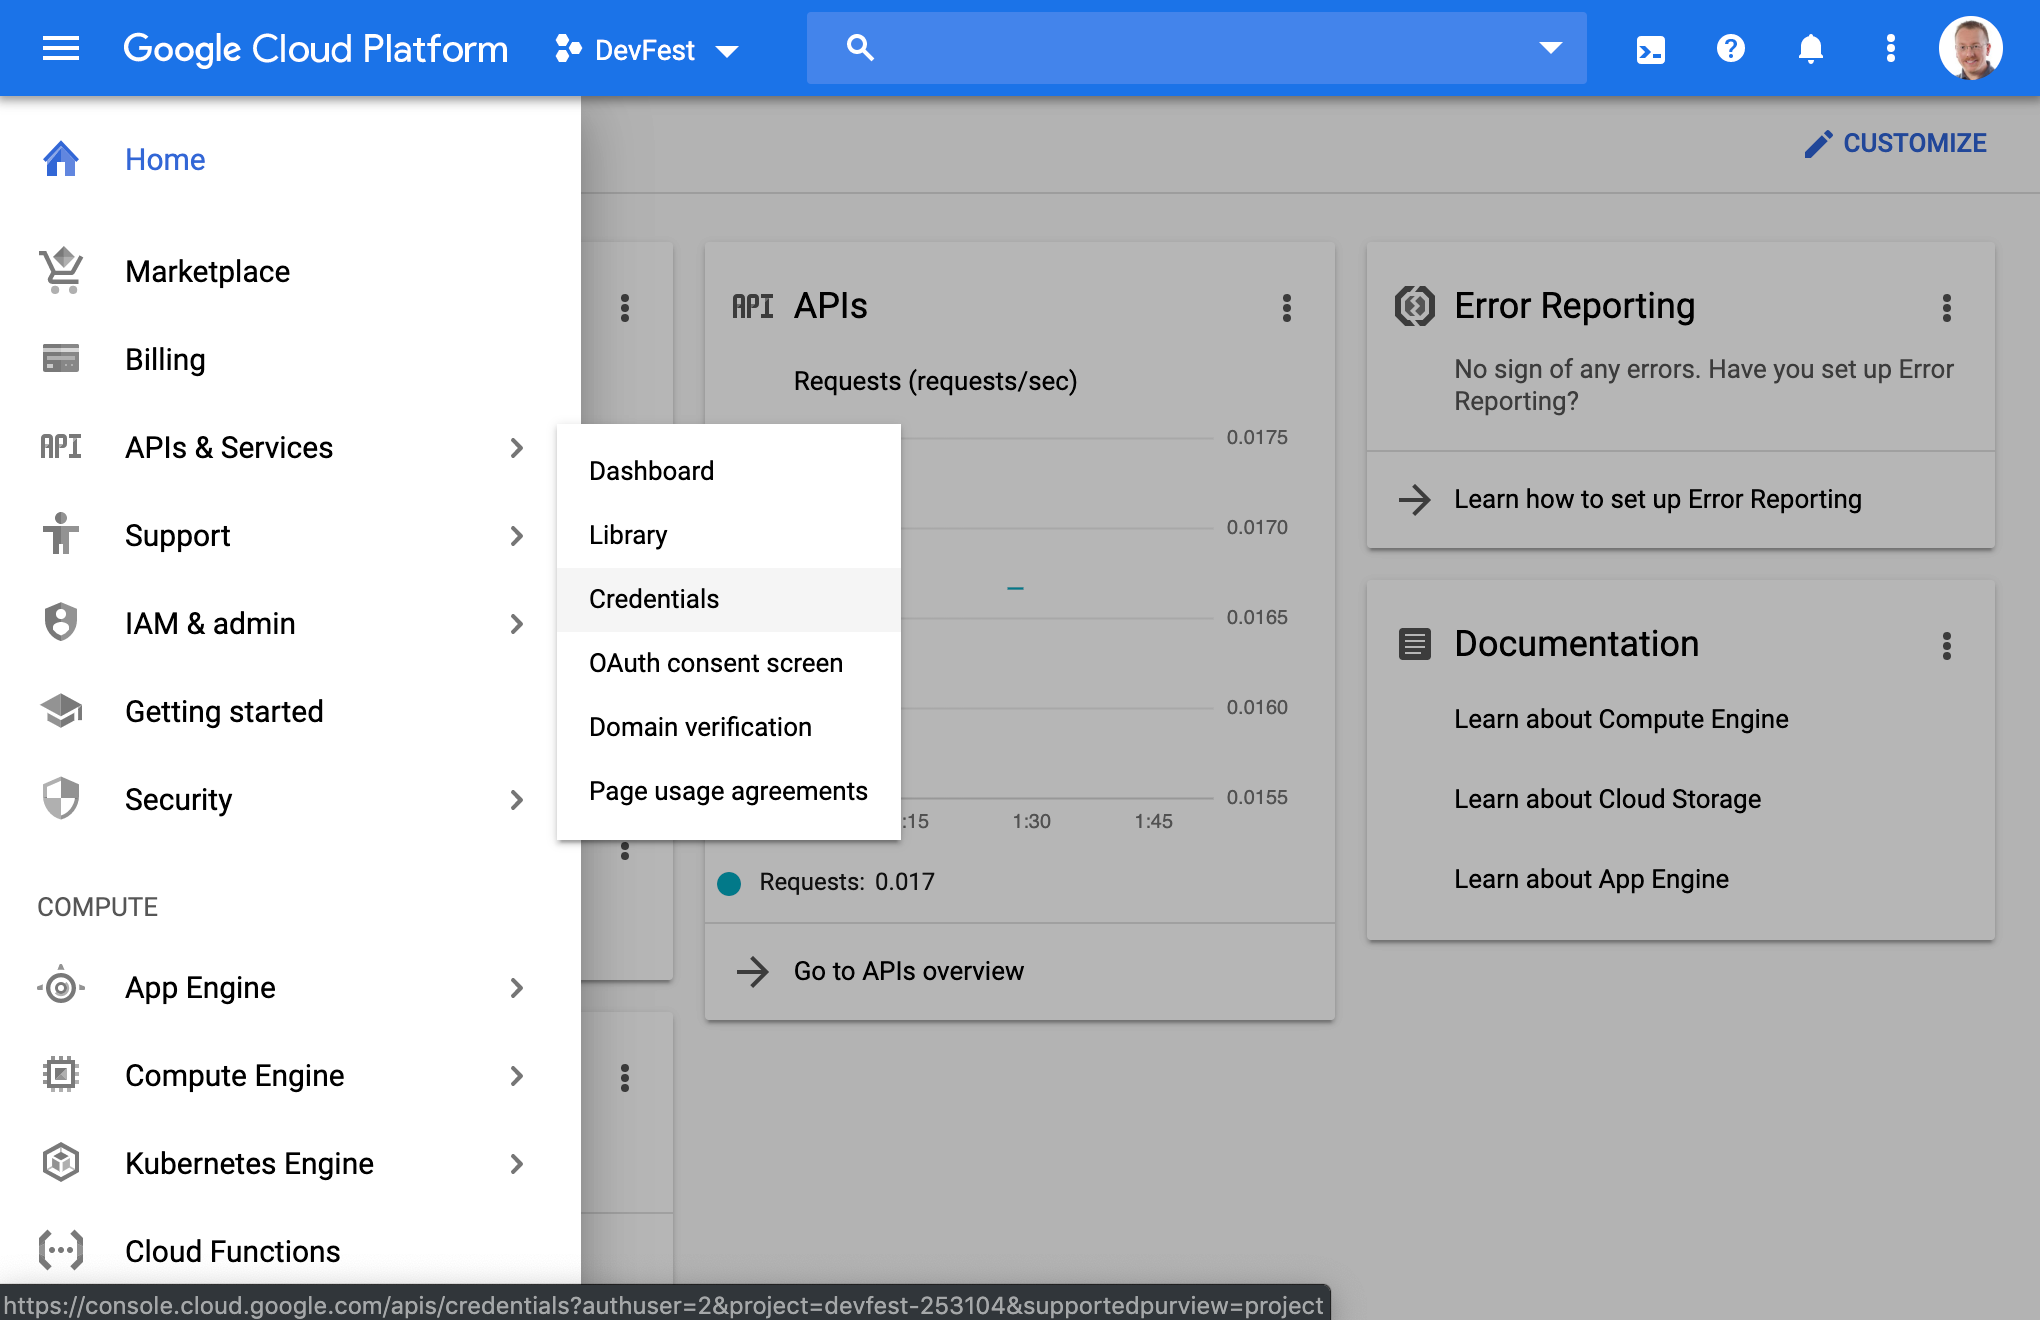 Google Cloud Platform
DevFest
Home
Marketplace
Billing
API APIs & Services
Support
IAM & admin
Getting started
Security
COMPUTE
App Engine
Compute Engine
Kubernetes Engine
Cloud Functions
Dashboard
Library
Credentials
OAuth consent screen
Domain verification
Page usage agreements
CUSTOMIZE
API APIs
Requests (requests/sec)
0.0175
0.0170
0.0165
0.0160
0.0155
:15 1:30 1:45
Requests: 0.017
Go to APIs overview
Error Reporting
No sign of any errors. Have you set up Error
Reporting?
Learn how to set up Error Reporting
Documentation
Learn about Compute Engine
Learn about Cloud Storage
Learn about App Engine
https://console.cloud.google.com/apis/credentials?authuser=2&project=devfest-253104&supportedpurview=project